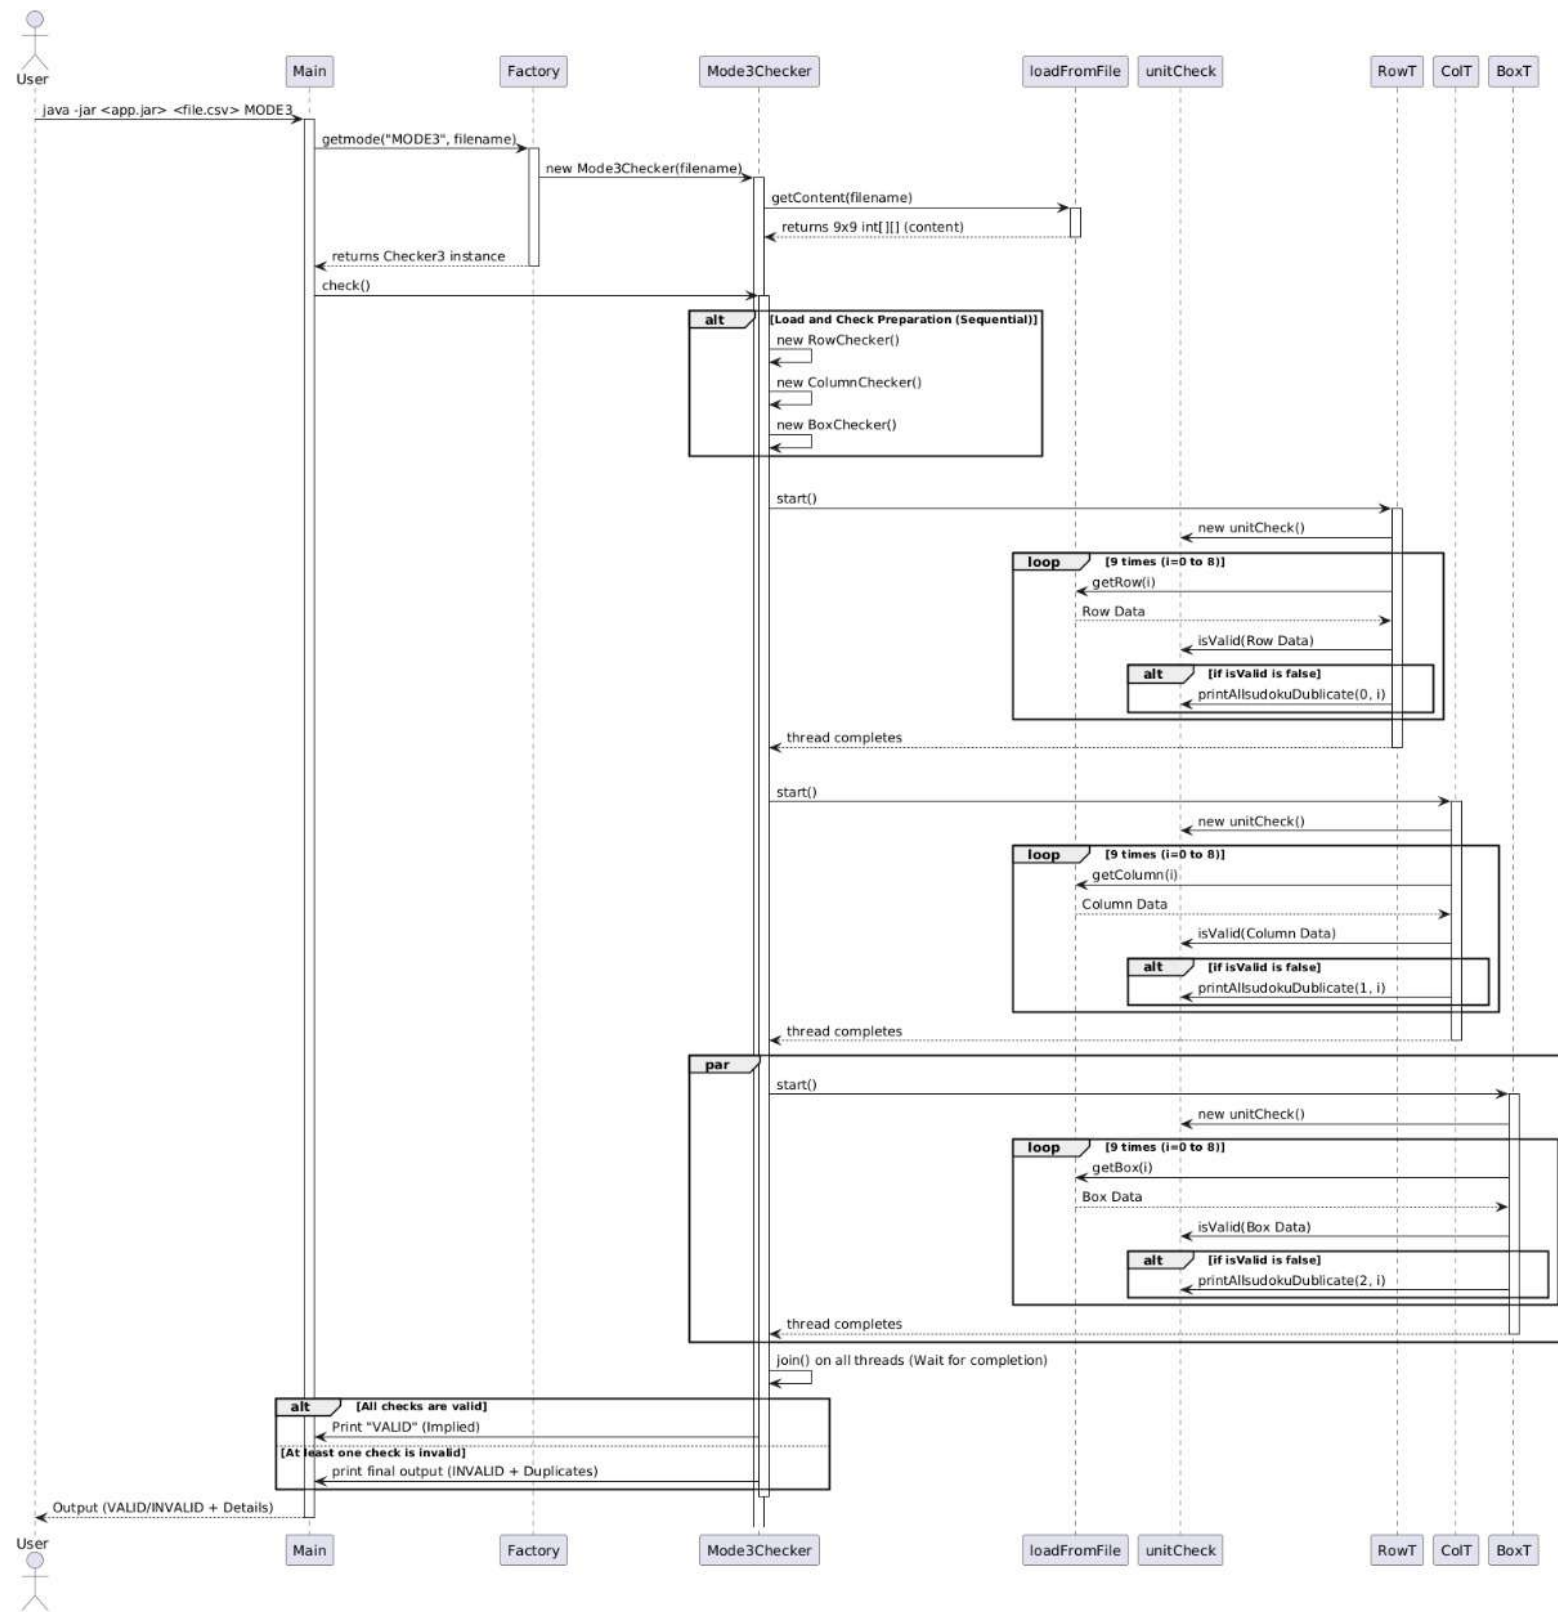 User
Main
Factory
Mode3Checker
loadFromFile
unitCheck
RowT
ColT
BoxT
java -jar <app.jar> <file.csv> MODE3
getmode("MODE3", filename)
new Mode3Checker(filename)
getContent(filename)
returns 9x9 int[][] (content)
returns Checker3 instance
check()
alt [Load and Check Preparation (Sequential)]
new RowChecker()
new ColumnChecker()
new BoxChecker()
start()
new unitCheck()
loop [9 times (i=0 to 8)]
getRow(i)
Row Data
isValid(Row Data)
alt [if isValid is false]
printAllsudokuDublicate(0, i)
thread completes
start()
new unitCheck()
loop [9 times (i=0 to 8)]
getColumn(i)
Column Data
isValid(Column Data)
alt [if isValid is false]
printAllsudokuDublicate(1, i)
thread completes
par
start()
new unitCheck()
loop [9 times (i=0 to 8)]
getBox(i)
Box Data
isValid(Box Data)
alt [if isValid is false]
printAllsudokuDublicate(2, i)
thread completes
join() on all threads (Wait for completion)
alt [All checks are valid]
Print "VALID" (Implied)
[At least one check is invalid]
print final output (INVALID + Duplicates)
Output (VALID/INVALID + Details)
User
Main
Factory
Mode3Checker
loadFromFile
unitCheck
RowT
ColT
BoxT